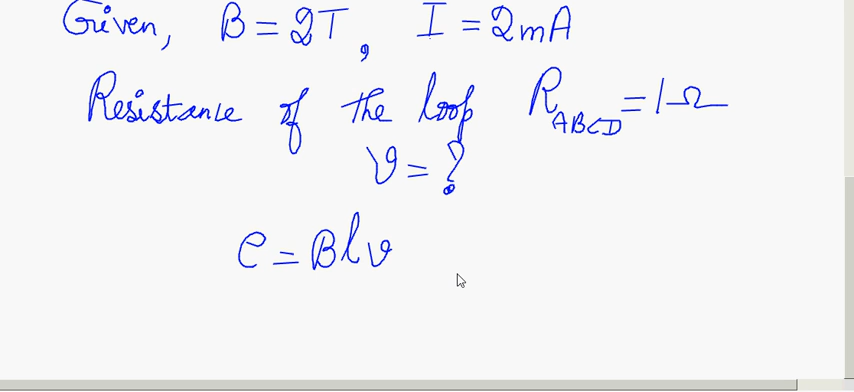 Given, B = 2T, I = 2mA
Resistance of the loop R_ABCD = 1Ω
v = ?
e = Blv